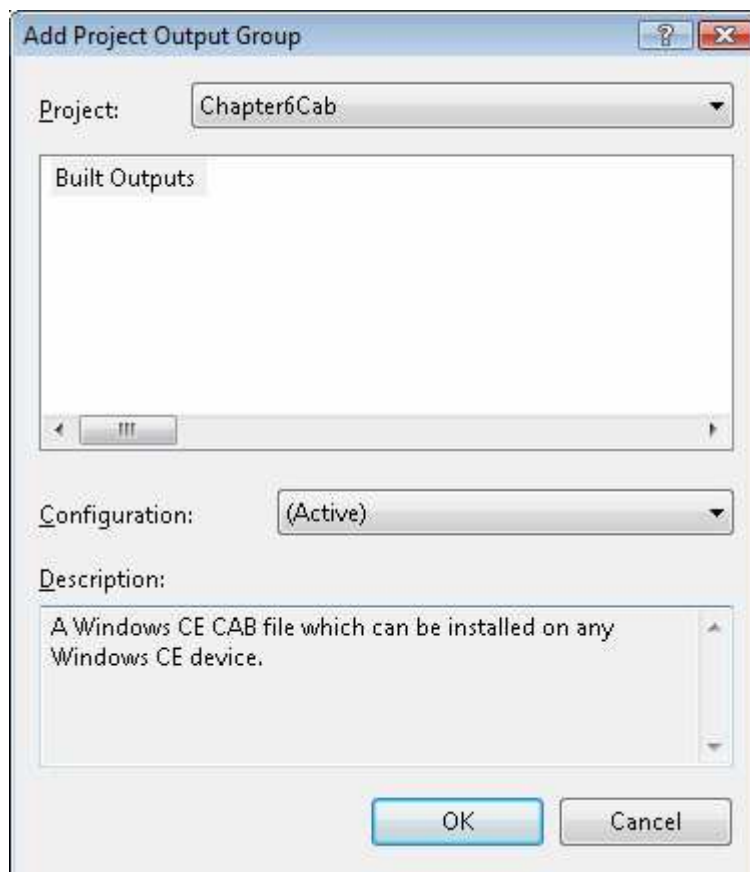 Add Project Output Group
Project:
Chapter6Cab
Built Outputs
Configuration:
(Active)
Description:
A Windows CE CAB file which can be installed on any
Windows CE device.
OK
Cancel